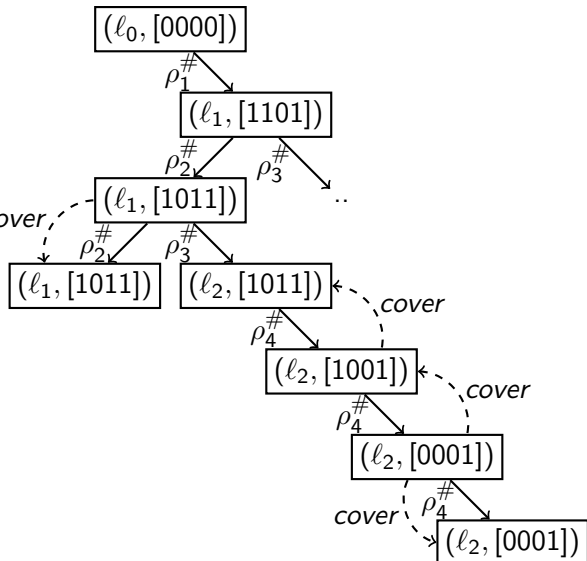 (ℓ0, [0000])
ρ1#
(ℓ1, [1101])
ρ2# ρ3#
(ℓ1, [1011]) ..
over
ρ2# ρ3#
(ℓ1, [1011]) (ℓ2, [1011])
cover
ρ4#
(ℓ2, [1001])
cover
ρ4#
(ℓ2, [0001])
cover ρ4#
(ℓ2, [0001])